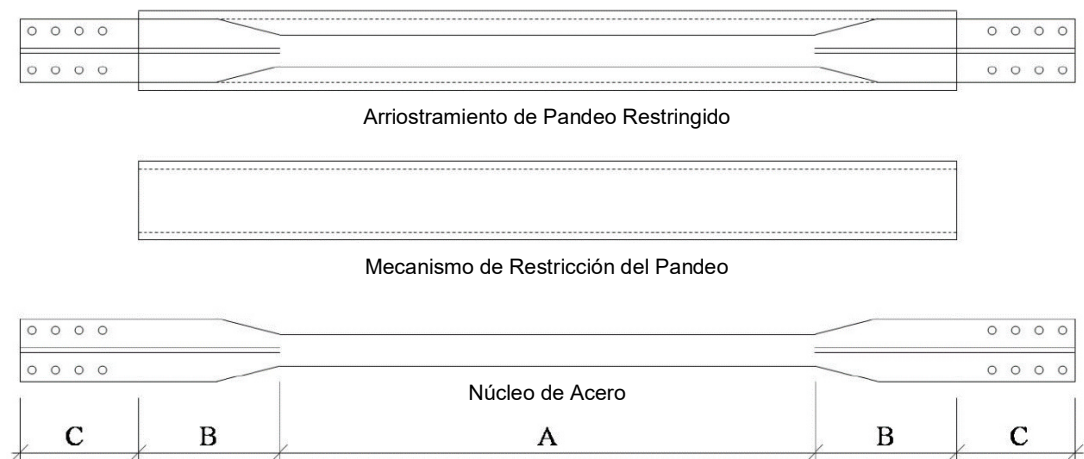 Arriostramiento de Pandeo Restringido
Mecanismo de Restricción del Pandeo
Núcleo de Acero
C B A B C